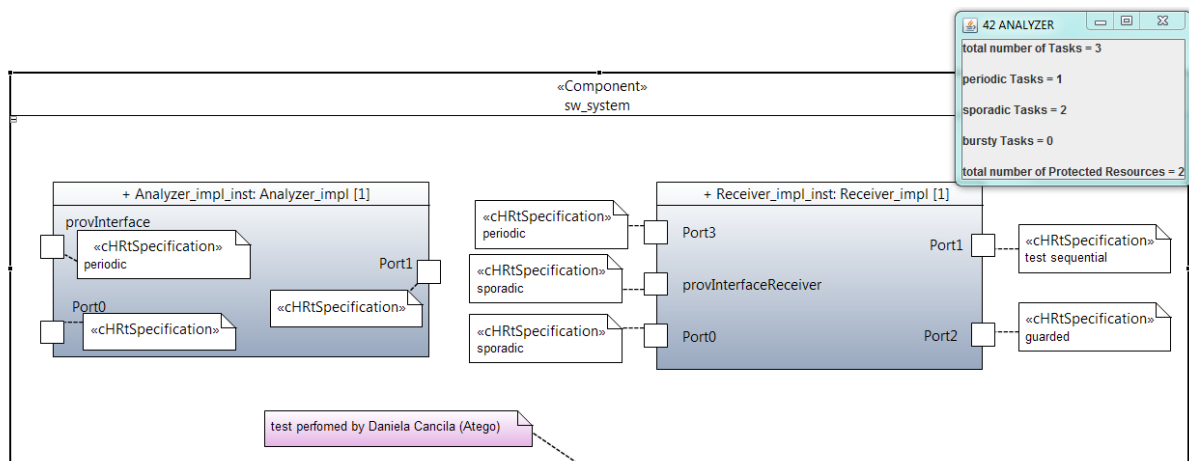 42 ANALYZER
total number of Tasks = 3
periodic Tasks = 1
sporadic Tasks = 2
bursty Tasks = 0
total number of Protected Resources = 2
«Component»
sw_system
+ Analyzer_impl_inst: Analyzer_impl [1]
provInterface
«cHRtSpecification»
periodic
Port1
«cHRtSpecification»
Port0
«cHRtSpecification»
+ Receiver_impl_inst: Receiver_impl [1]
«cHRtSpecification»
periodic
Port3
Port1
«cHRtSpecification»
test sequential
«cHRtSpecification»
sporadic
provInterfaceReceiver
«cHRtSpecification»
sporadic
Port0
Port2
«cHRtSpecification»
guarded
test perfomed by Daniela Cancila (Atego)